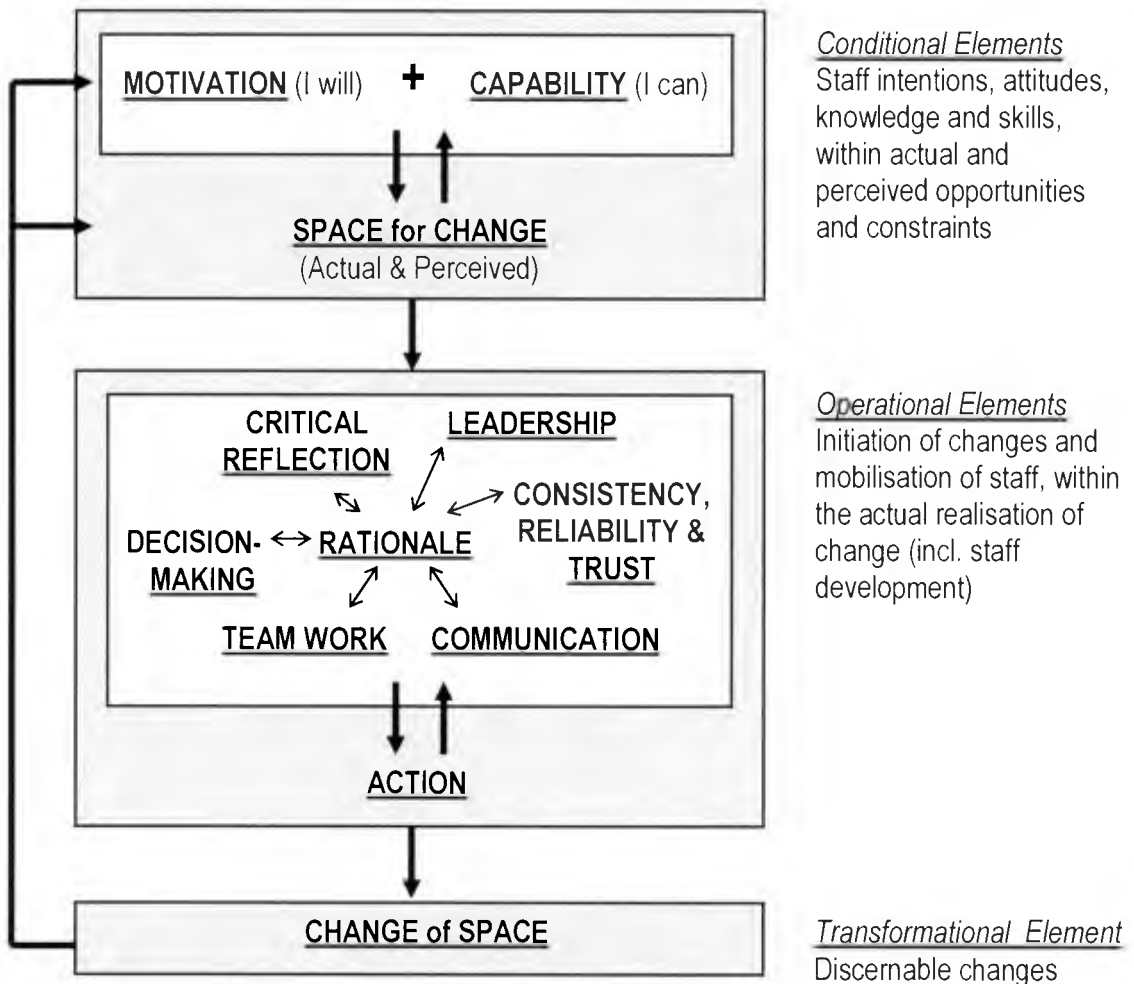 MOTIVATION (I will) + CAPABILITY (I can)
SPACE for CHANGE
(Actual & Perceived)
Conditional Elements
Staff intentions, attitudes,
knowledge and skills,
within actual and
perceived opportunities
and constraints
CRITICAL
REFLECTION
LEADERSHIP
CONSISTENCY,
RELIABILITY &
TRUST
DECISION-
MAKING
RATIONALE
TEAM WORK
COMMUNICATION
ACTION
Operational Elements
Initiation of changes and
mobilisation of staff, within
the actual realisation of
change (incl. staff
development)
CHANGE of SPACE
Transformational Element
Discernable changes